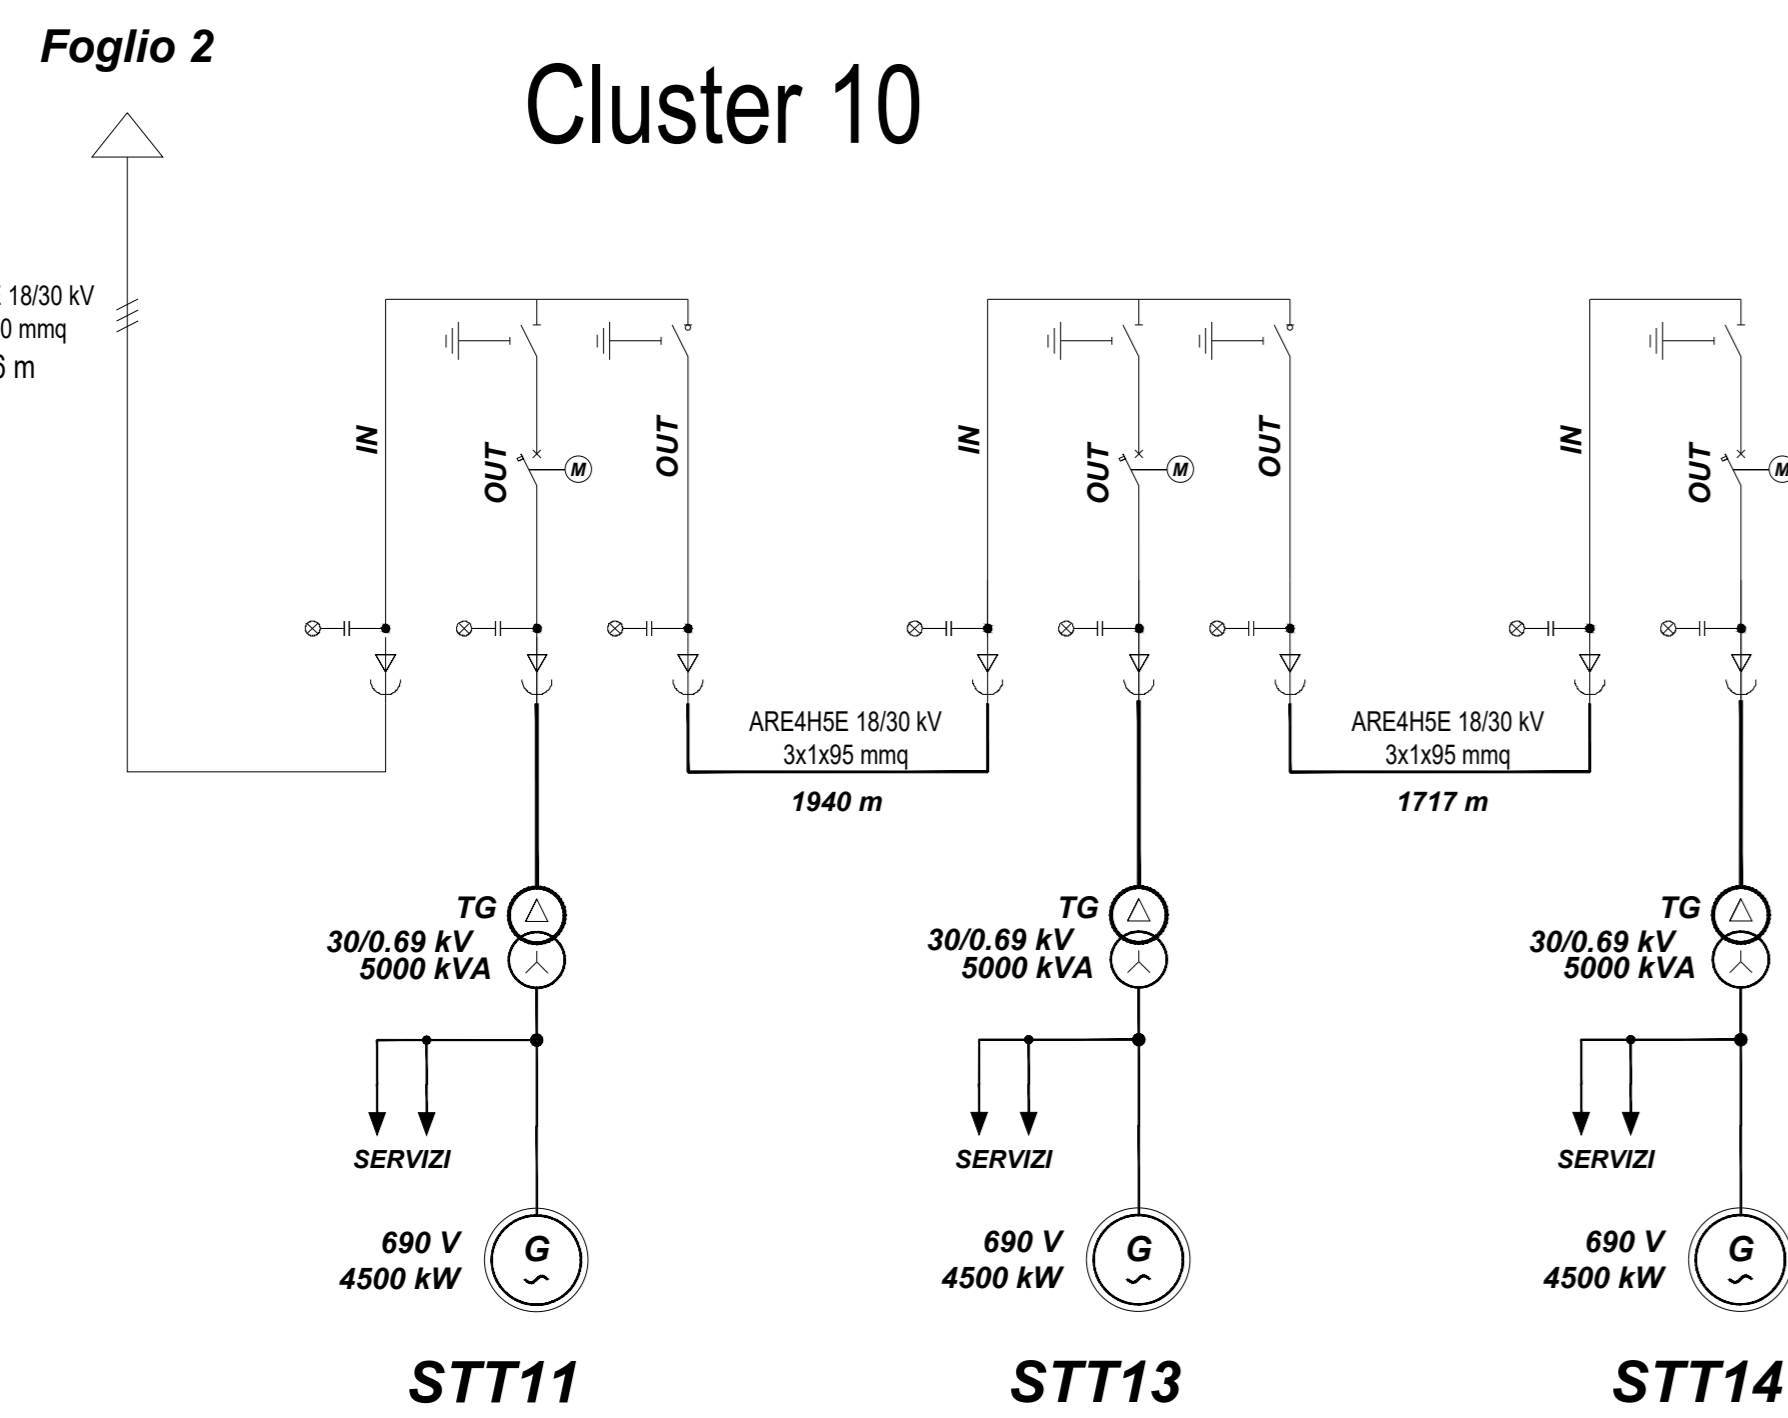 Foglio 2
Cluster 10
18/30 kV
mmq
m
IN
OUT
M
OUT
IN
OUT
M
OUT
IN
OUT
M
ARE4H5E 18/30 kV
3x1x95 mmq
1940 m
ARE4H5E 18/30 kV
3x1x95 mmq
1717 m
TG
30/0.69 kV
5000 kVA
TG
30/0.69 kV
5000 kVA
TG
30/0.69 kV
5000 kVA
SERVIZI
SERVIZI
SERVIZI
690 V
4500 kW
G
690 V
4500 kW
G
690 V
4500 kW
G
STT11
STT13
STT14